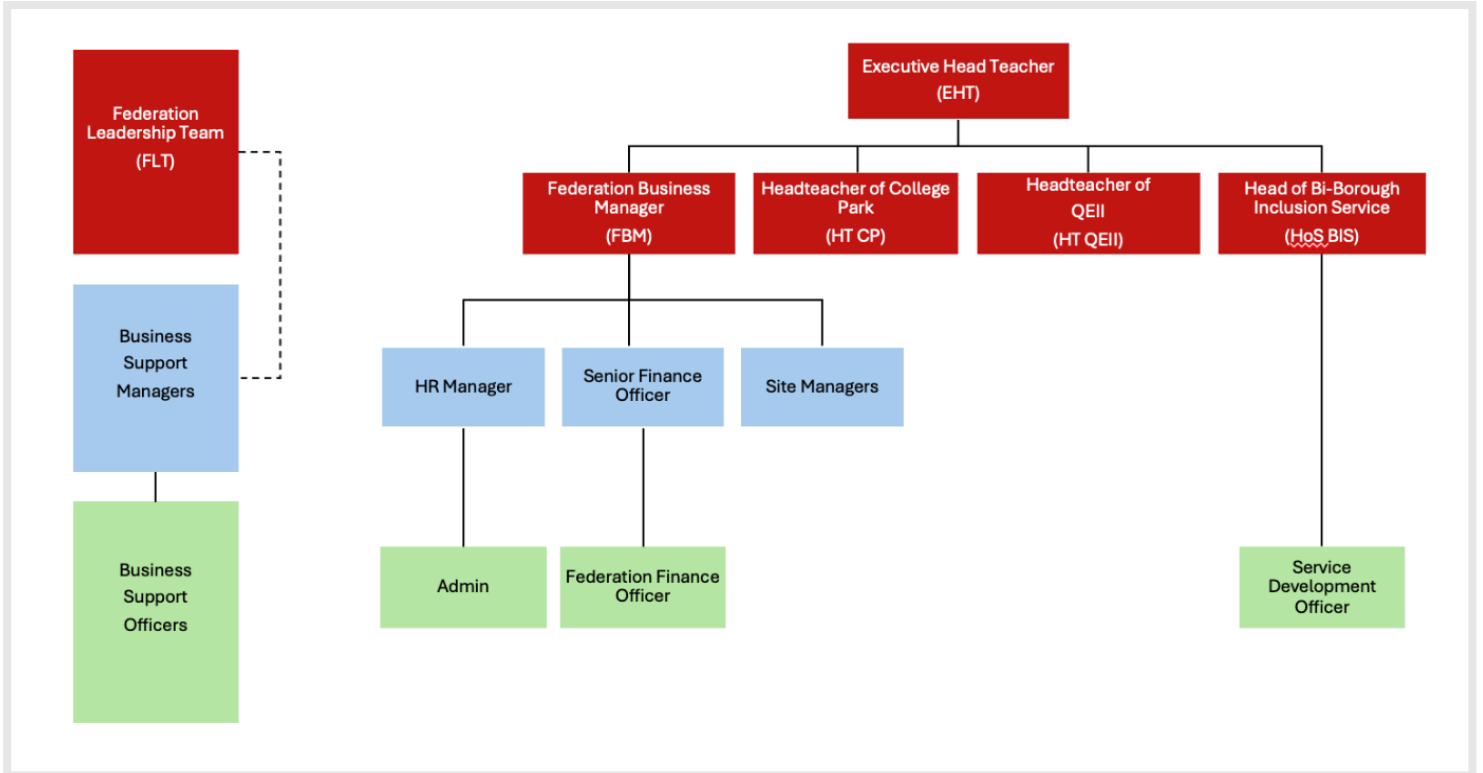 Federation
Leadership Team
(FLT)
Business
Support
Managers
Business
Support
Officers
Executive Head Teacher
(EHT)
Federation Business
Manager
(FBM)
Headteacher of College
Park
(HT CP)
Headteacher of
QEII
(HT QEII)
Head of Bi-Borough
Inclusion Service
(HoS BIS)
HR Manager
Senior Finance
Officer
Site Managers
Admin
Federation Finance
Officer
Service
Development
Officer